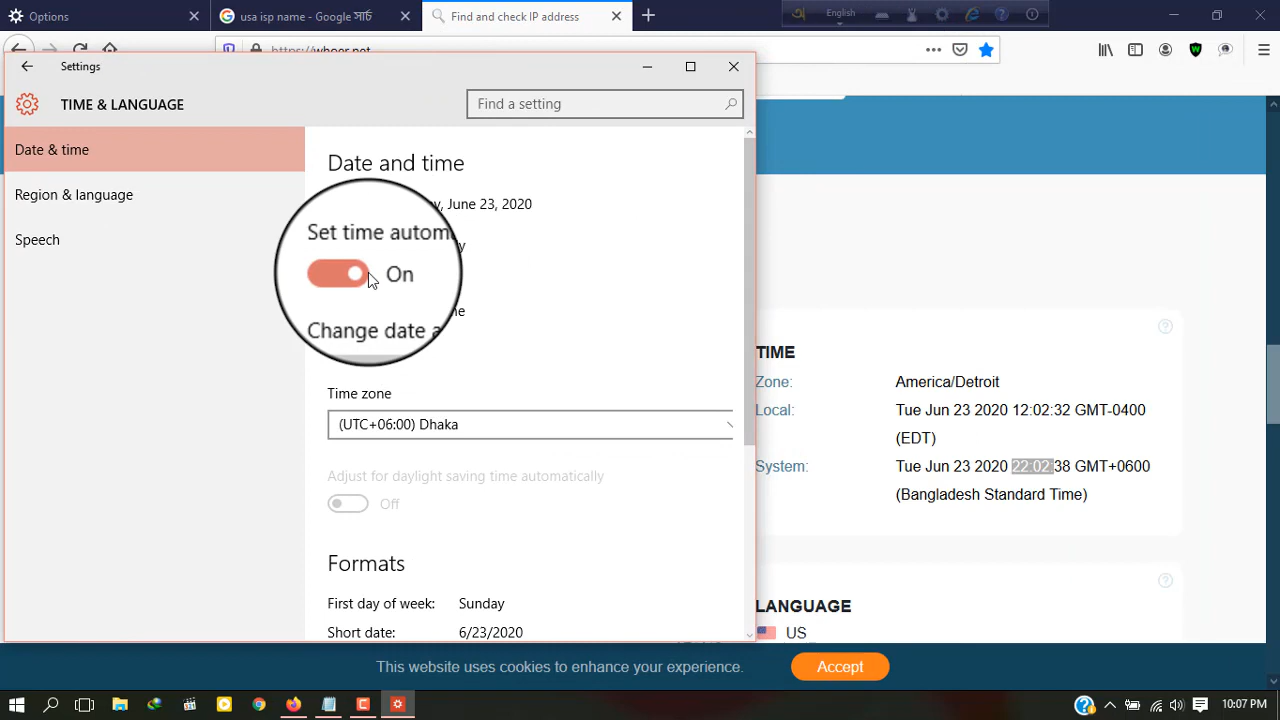 Options
usa isp name - Google সার্চ
Find and check IP address
English
https://whoer.net
Settings
TIME & LANGUAGE
Find a setting
Date & time
Region & language
Speech
Date and time
June 23, 2020
Set time autom
On
Change date a
Time zone
(UTC+06:00) Dhaka
Adjust for daylight saving time automatically
Off
Formats
First day of week: Sunday
Short date: 6/23/2020
TIME
Zone: America/Detroit
Local: Tue Jun 23 2020 12:02:32 GMT-0400
(EDT)
System: Tue Jun 23 2020 22:02:38 GMT+0600
(Bangladesh Standard Time)
LANGUAGE
US
This website uses cookies to enhance your experience.
Accept
10:07 PM